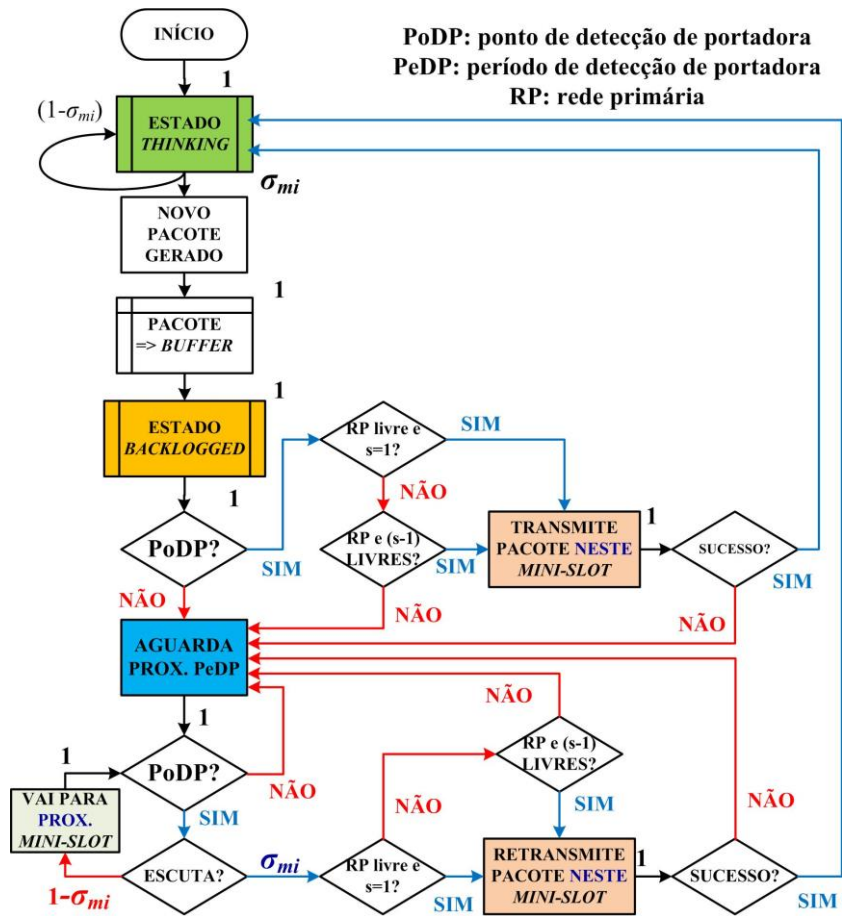 INÍCIO
PoDP: ponto de detecção de portadora
PeDP: período de detecção de portadora
RP: rede primária
1
(1-σmi)
ESTADO
THINKING
σmi
NOVO
PACOTE
GERADO
1
PACOTE
=> BUFFER
1
ESTADO
BACKLOGGED
1
RP livre e
s=1?
SIM
NÃO
PoDP?
SIM
NÃO
RP e (s-1)
LIVRES?
SIM
NÃO
TRANSMITE
PACOTE NESTE
MINI-SLOT
1
SUCESSO?
SIM
NÃO
AGUARDA
PROX. PeDP
1
NÃO
RP e (s-1)
LIVRES?
SIM
NÃO
1
PoDP?
NÃO
SIM
VAI PARA
PROX.
MINI-SLOT
1-σmi
ESCUTA?
σmi
NÃO
RP livre e
s=1?
SIM
RETRANSMITE
PACOTE NESTE
MINI-SLOT
1
SUCESSO?
SIM